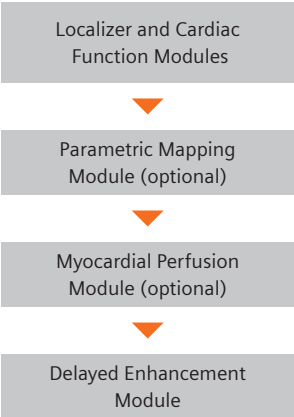 Localizer and Cardiac
Function Modules
Parametric Mapping
Module (optional)
Myocardial Perfusion
Module (optional)
Delayed Enhancement
Module